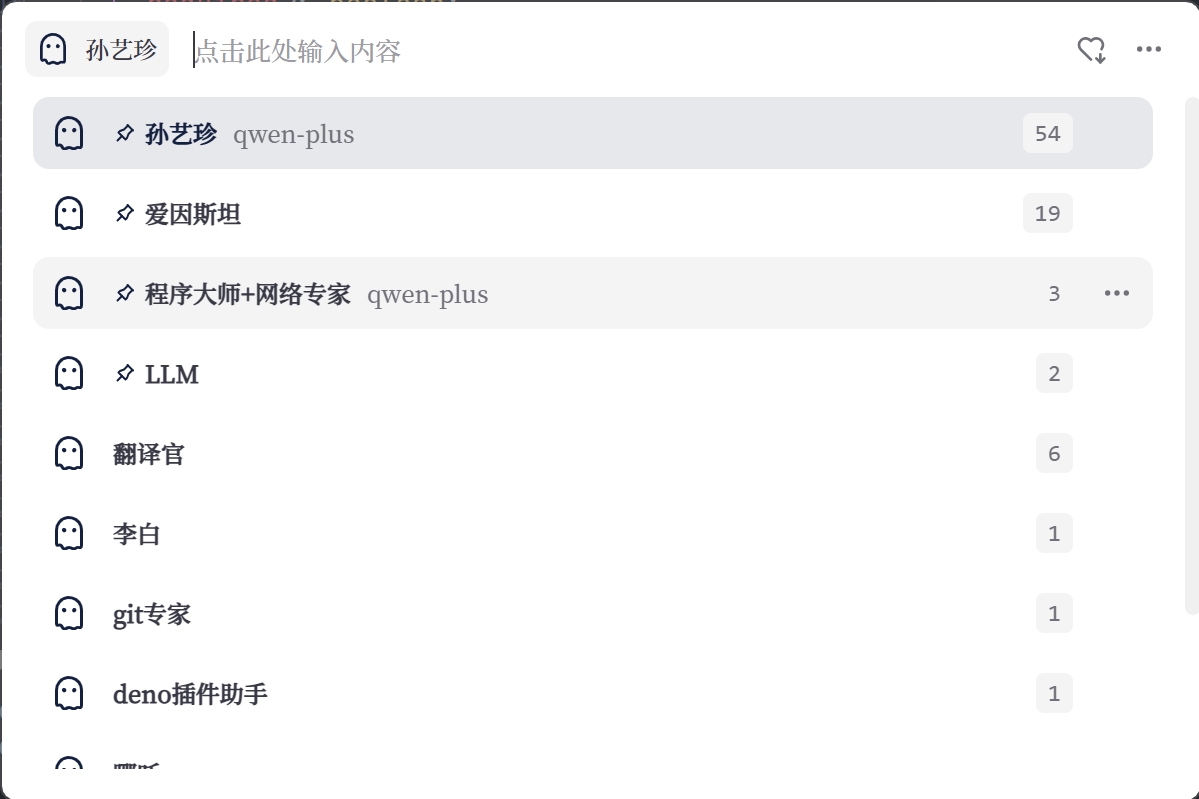 孙艺珍 点击此处输入内容
孙艺珍 qwen-plus 54
爱因斯坦 19
程序大师+网络专家 qwen-plus 3
LLM 2
翻译官 6
李白 1
git专家 1
deno插件助手 1